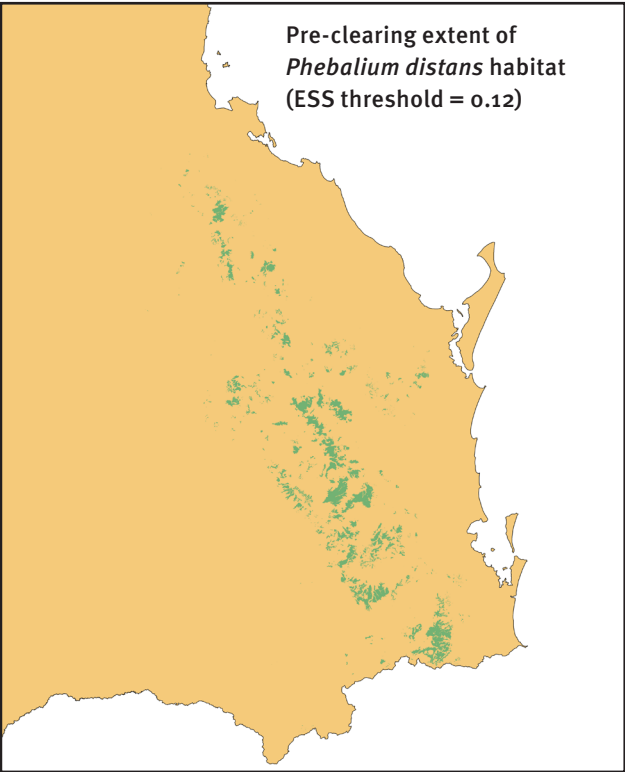 Pre-clearing extent of
Phebalium distans habitat
(ESS threshold = 0.12)